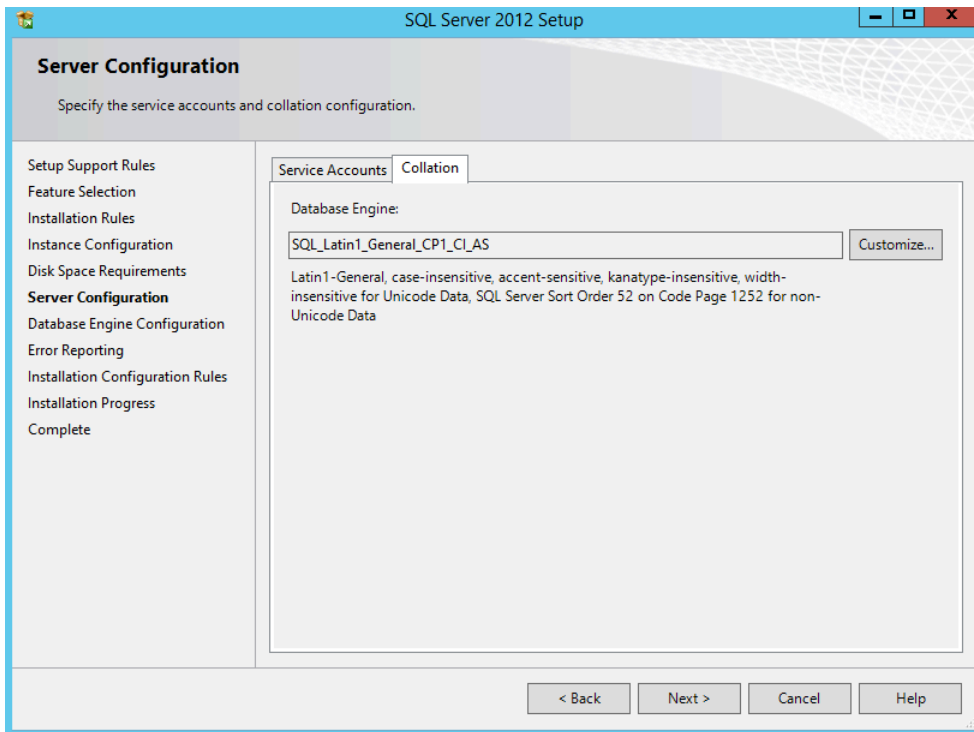 SQL Server 2012 Setup
Server Configuration
Specify the service accounts and collation configuration.
Setup Support Rules
Feature Selection
Installation Rules
Instance Configuration
Disk Space Requirements
Server Configuration
Database Engine Configuration
Error Reporting
Installation Configuration Rules
Installation Progress
Complete
Service Accounts
Collation
Database Engine:
SQL_Latin1_General_CP1_CI_AS
Customize...
Latin1-General, case-insensitive, accent-sensitive, kanatype-insensitive, width-
insensitive for Unicode Data, SQL Server Sort Order 52 on Code Page 1252 for non-
Unicode Data
< Back
Next >
Cancel
Help